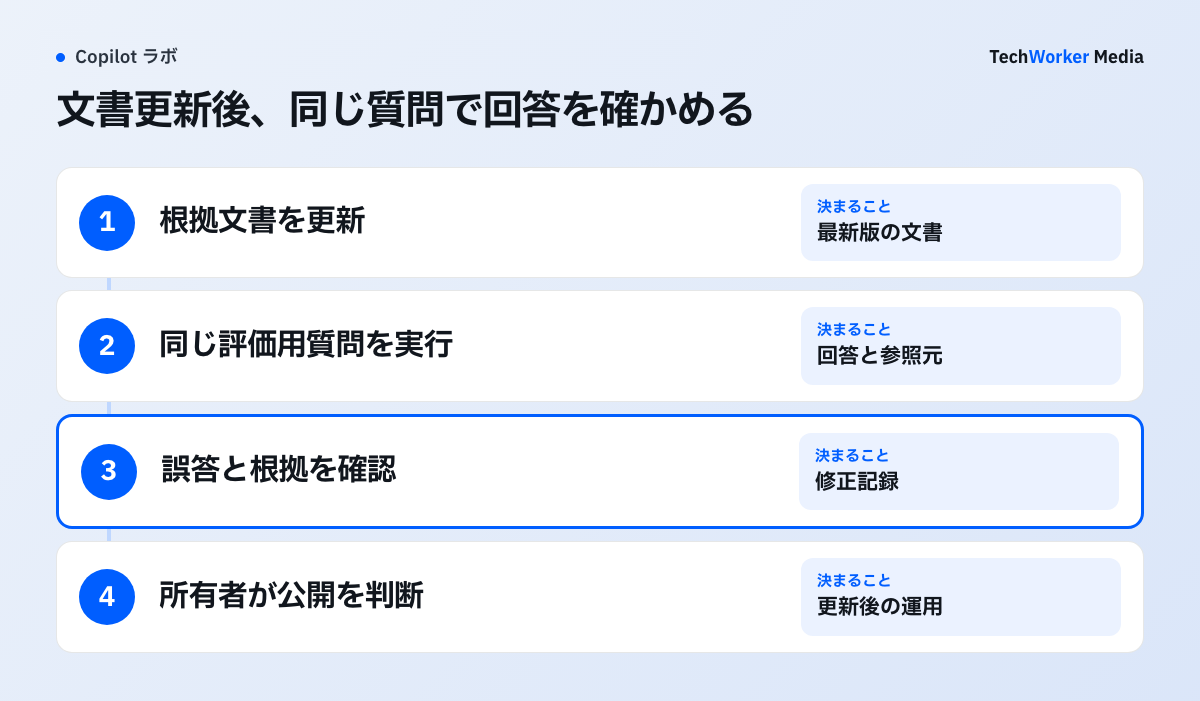 Copilot ラボ
TechWorker Media
文書更新後、同じ質問で回答を確かめる
1
根拠文書を更新
決まること
最新版の文書
2
同じ評価用質問を実行
決まること
回答と参照元
3
誤答と根拠を確認
決まること
修正記録
4
所有者が公開を判断
決まること
更新後の運用